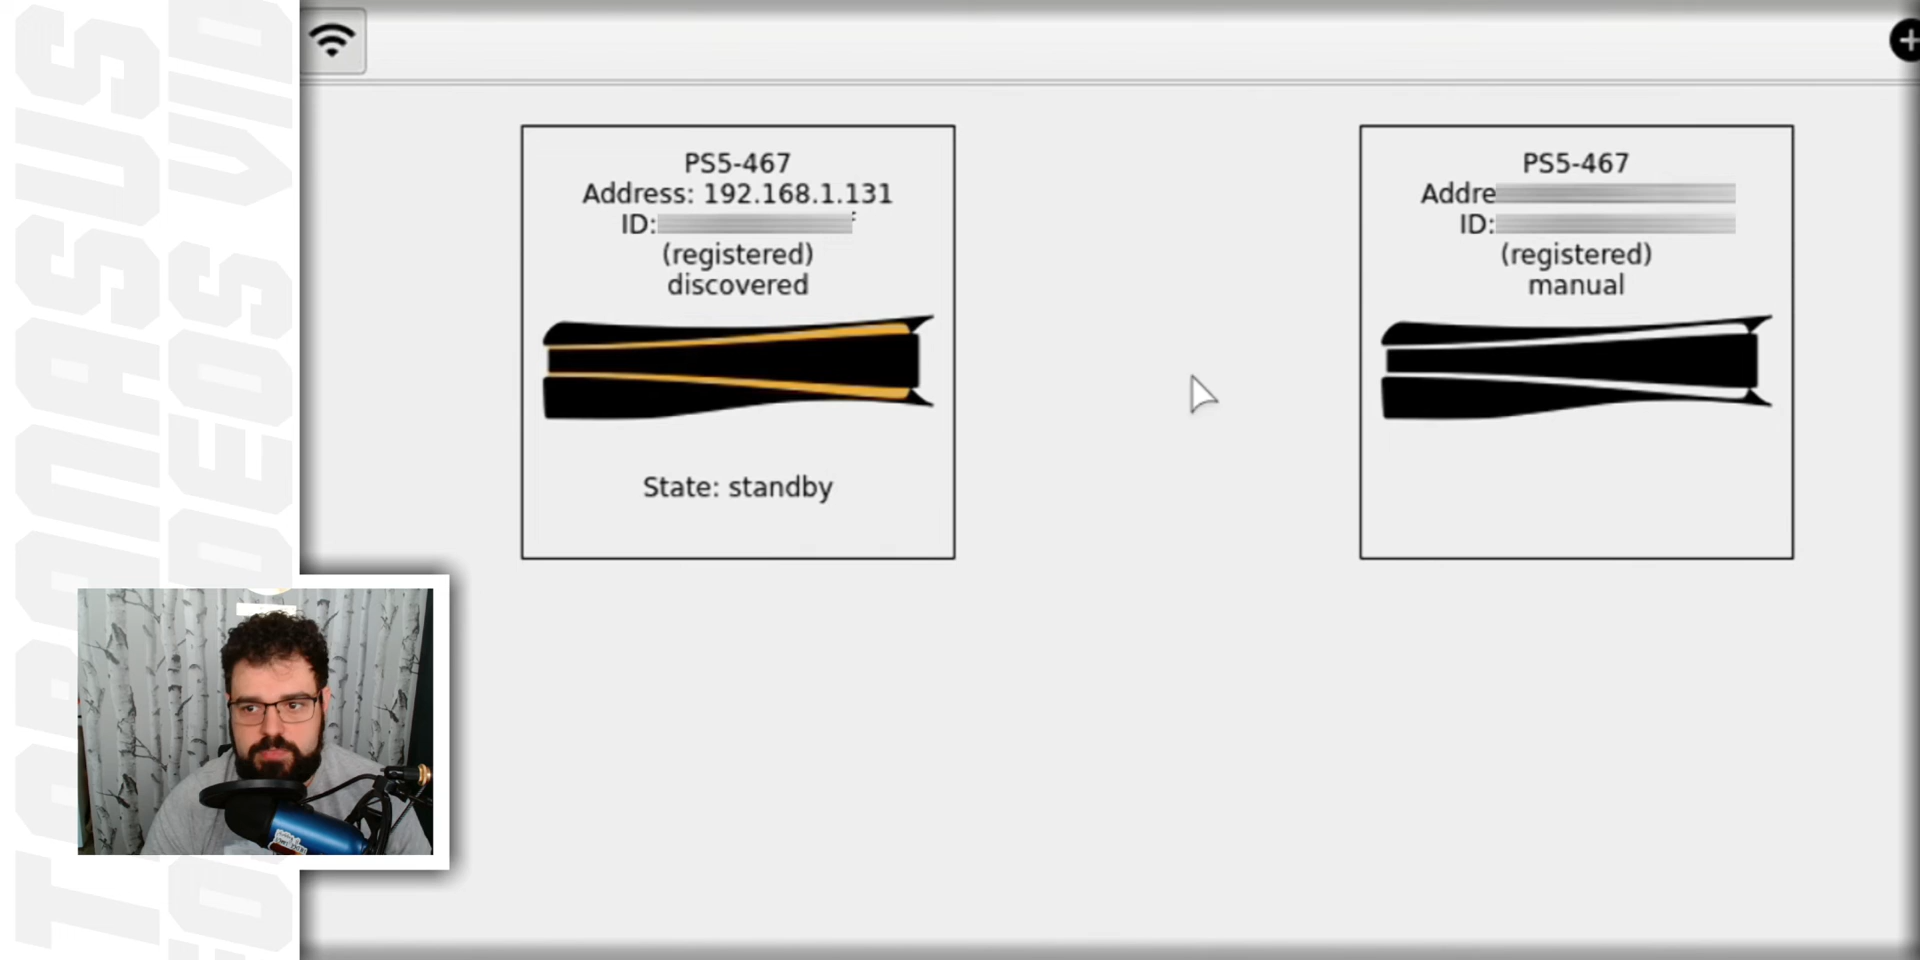 PS5-467
Address: 192.168.1.131
ID:
(registered)
discovered
State: standby
PS5-467
Addre
ID:
(registered)
manual